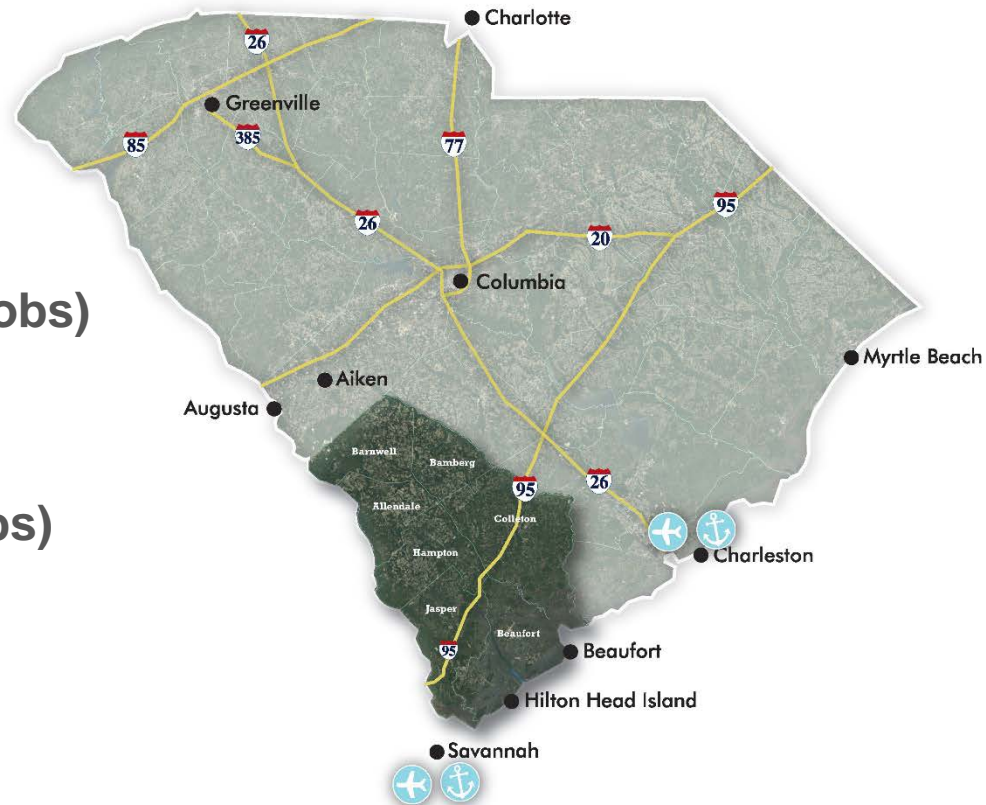 Charlotte
26
Greenville
85
385
77
26
95
20
Columbia
obs)
Myrtle Beach
Aiken
Augusta
Barnwell
Bamberg
95
26
Allendale
Colleton
os)
Hampton
Charleston
Jasper
Beaufort
95
Beaufort
Hilton Head Island
Savannah